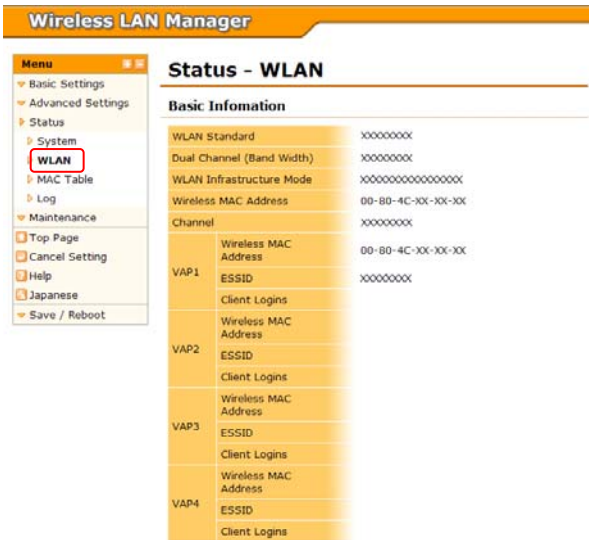 Wireless LAN Manager
Menu
Basic Settings
Advanced Settings
Status
System
WLAN
MAC Table
Log
Maintenance
Top Page
Cancel Setting
Help
Japanese
Save / Reboot
Status - WLAN
Basic Infomation
WLAN Standard XXXXXXXX
Dual Channel (Band Width) XXXXXXXX
WLAN Infrastructure Mode XXXXXXXXXXXXXXXX
Wireless MAC Address 00-80-4C-XX-XX-XX
Channel XXXXXXXX
VAP1
Wireless MAC
Address 00-80-4C-XX-XX-XX
ESSID XXXXXXXX
Client Logins
VAP2
Wireless MAC
Address
ESSID
Client Logins
VAP3
Wireless MAC
Address
ESSID
Client Logins
VAP4
Wireless MAC
Address
ESSID
Client Logins